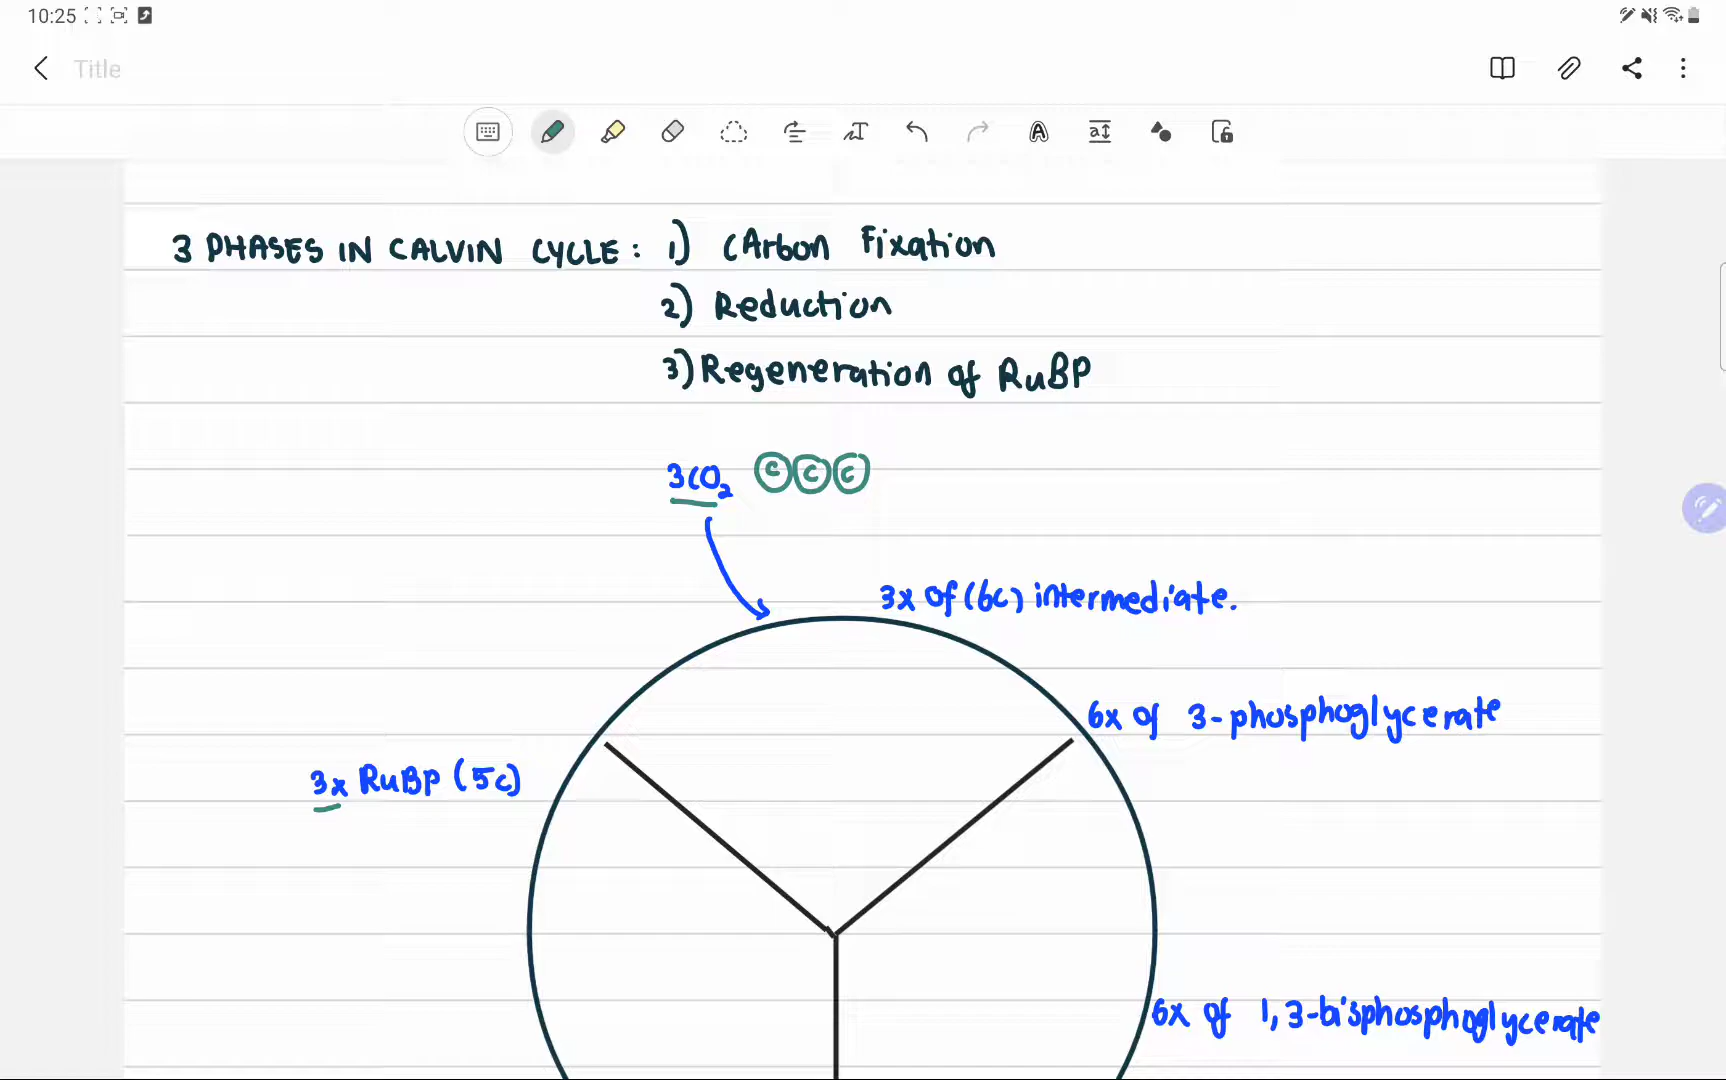 10:25
Title
3 PHASES IN CALVIN CYCLE: 1) CArbon Fixation
2) Reduction
3) Regeneration of RuBP
3CO₂ C C C
3x of (6C) intermediate.
6x of 3-phosphoglycerate
3x RuBP (5C)
6x of 1,3-bisphosphoglycerate